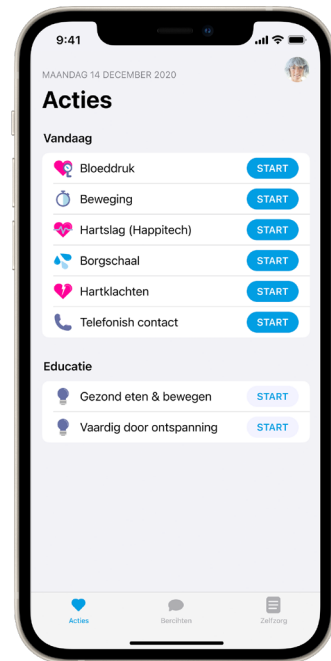 9:41
MAANDAG 14 DECEMBER 2020
Acties
Vandaag
Bloeddruk START
Beweging START
Hartslag (Happitech) START
Borgschaal START
Hartklachten START
Telefonish contact START
Educatie
Gezond eten & bewegen START
Vaardig door ontspanning START
Acties Bercihten Zelfzorg